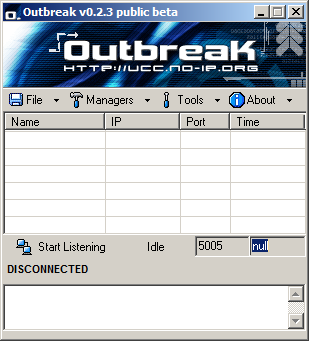 Outbreak v0.2.3 public beta
OutbreaK
HTTP://UCC.NO-IP.ORG
File Managers Tools About
Name IP Port Time
Start Listening Idle 5005 null
DISCONNECTED